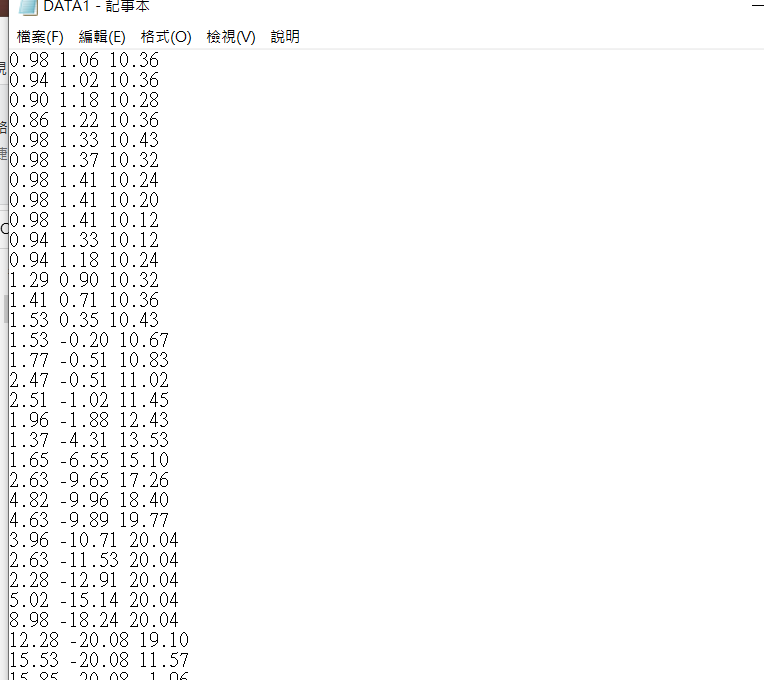 DATA1 - 記事本
檔案(F) 編輯(E) 格式(O) 檢視(V) 說明
0.98 1.06 10.36
0.94 1.02 10.36
0.90 1.18 10.28
0.86 1.22 10.36
0.98 1.33 10.43
0.98 1.37 10.32
0.98 1.41 10.24
0.98 1.41 10.20
0.98 1.41 10.12
0.94 1.33 10.12
0.94 1.18 10.24
1.29 0.90 10.32
1.41 0.71 10.36
1.53 0.35 10.43
1.53 -0.20 10.67
1.77 -0.51 10.83
2.47 -0.51 11.02
2.51 -1.02 11.45
1.96 -1.88 12.43
1.37 -4.31 13.53
1.65 -6.55 15.10
2.63 -9.65 17.26
4.82 -9.96 18.40
4.63 -9.89 19.77
3.96 -10.71 20.04
2.63 -11.53 20.04
2.28 -12.91 20.04
5.02 -15.14 20.04
8.98 -18.24 20.04
12.28 -20.08 19.10
15.53 -20.08 11.57